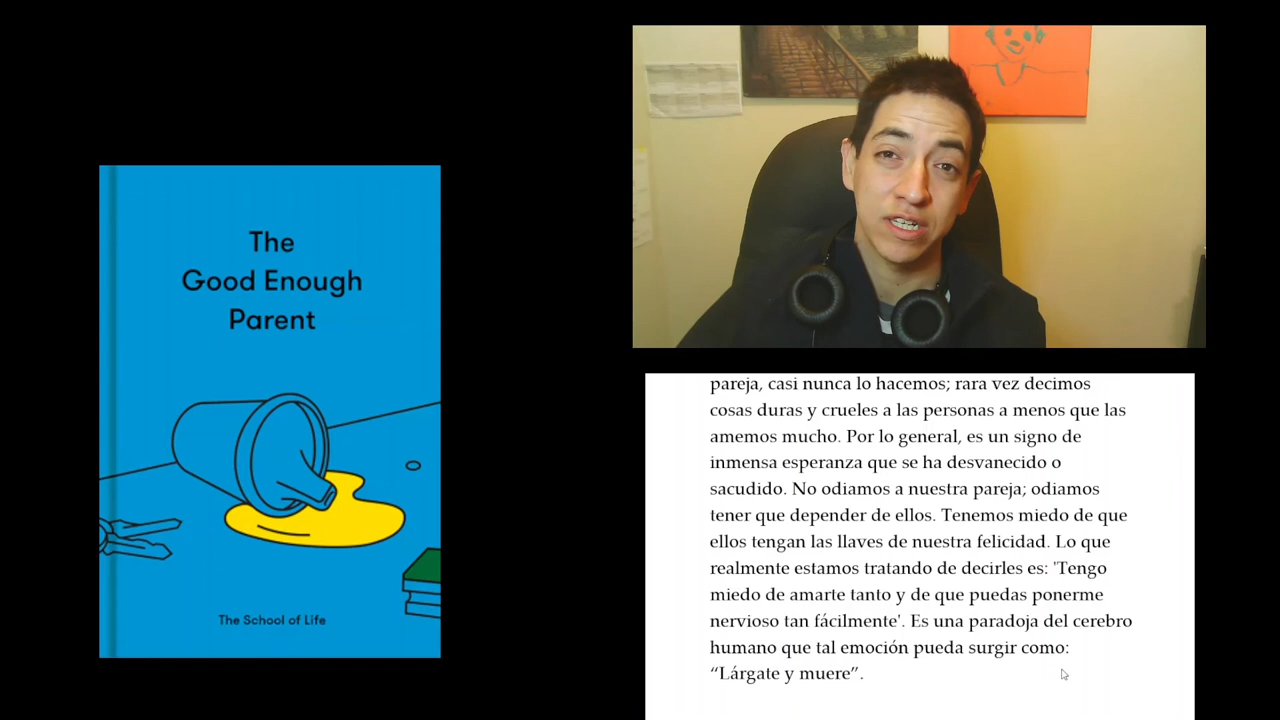 The
Good Enough
Parent
The School of Life
pareja, casi nunca lo hacemos; rara vez decimos
cosas duras y crueles a las personas a menos que las
amemos mucho. Por lo general, es un signo de
inmensa esperanza que se ha desvanecido o
sacudido. No odiamos a nuestra pareja; odiamos
tener que depender de ellos. Tenemos miedo de que
ellos tengan las llaves de nuestra felicidad. Lo que
realmente estamos tratando de decirles es: 'Tengo
miedo de amarte tanto y de que puedas ponerme
nervioso tan fácilmente'. Es una paradoja del cerebro
humano que tal emoción pueda surgir como:
“Lárgate y muere”.